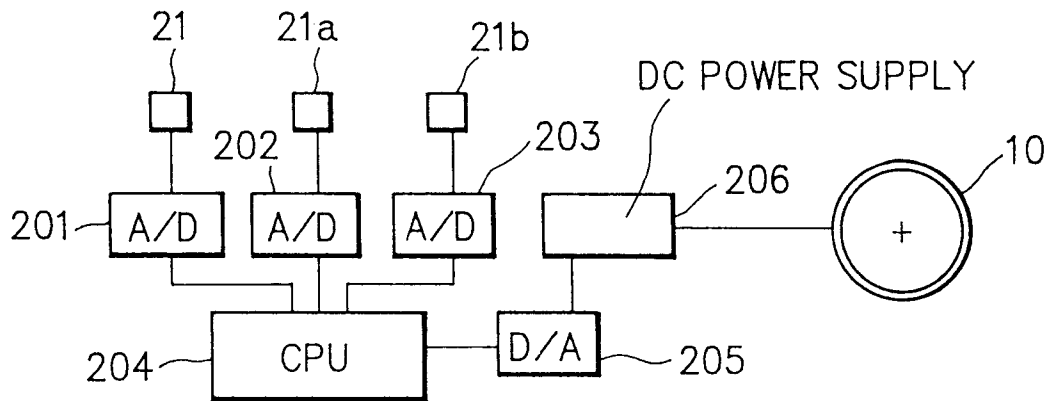 21
21a
21b
DC POWER SUPPLY
202
203
10
201
A/D
A/D
A/D
206
204
CPU
D/A
205